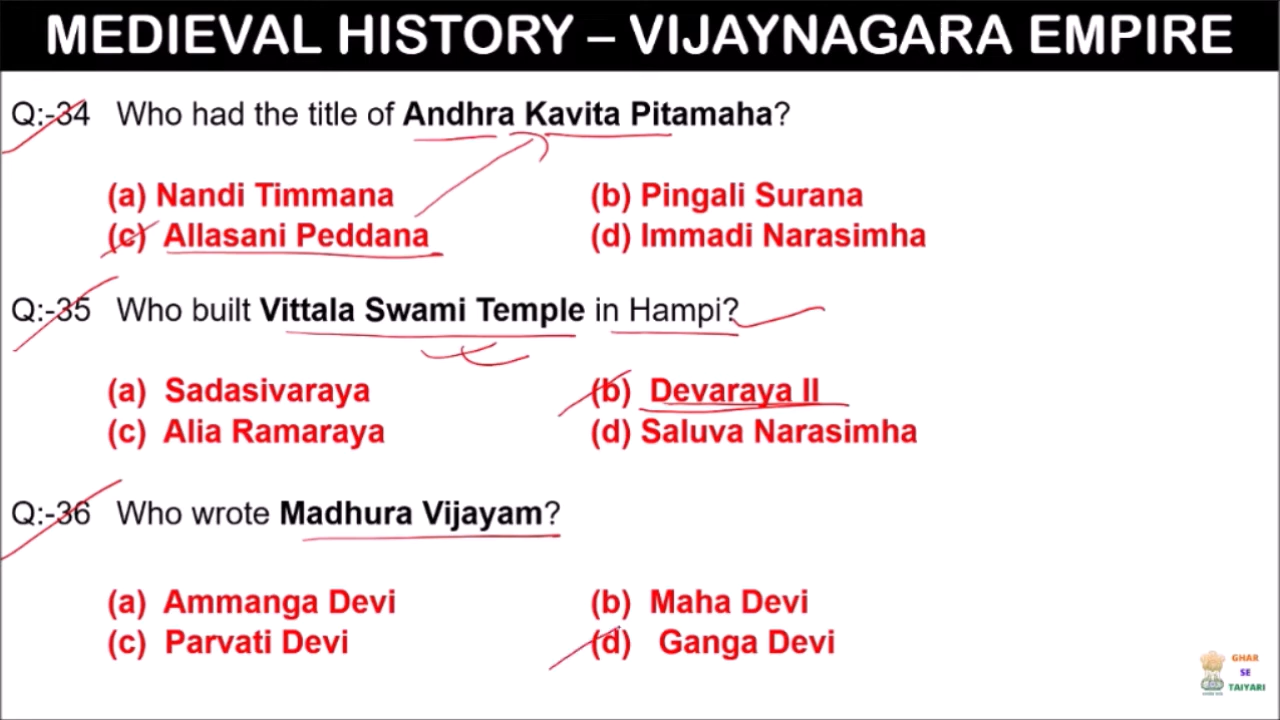 MEDIEVAL HISTORY – VIJAYNAGARA EMPIRE
Q:-34 Who had the title of Andhra Kavita Pitamaha?
(a) Nandi Timmana (b) Pingali Surana
(c) Allasani Peddana (d) Immadi Narasimha
Q:-35 Who built Vittala Swami Temple in Hampi?
(a) Sadasivaraya (b) Devaraya II
(c) Alia Ramaraya (d) Saluva Narasimha
Q:-36 Who wrote Madhura Vijayam?
(a) Ammanga Devi (b) Maha Devi
(c) Parvati Devi (d) Ganga Devi
GHAR
SE
TAIYARI